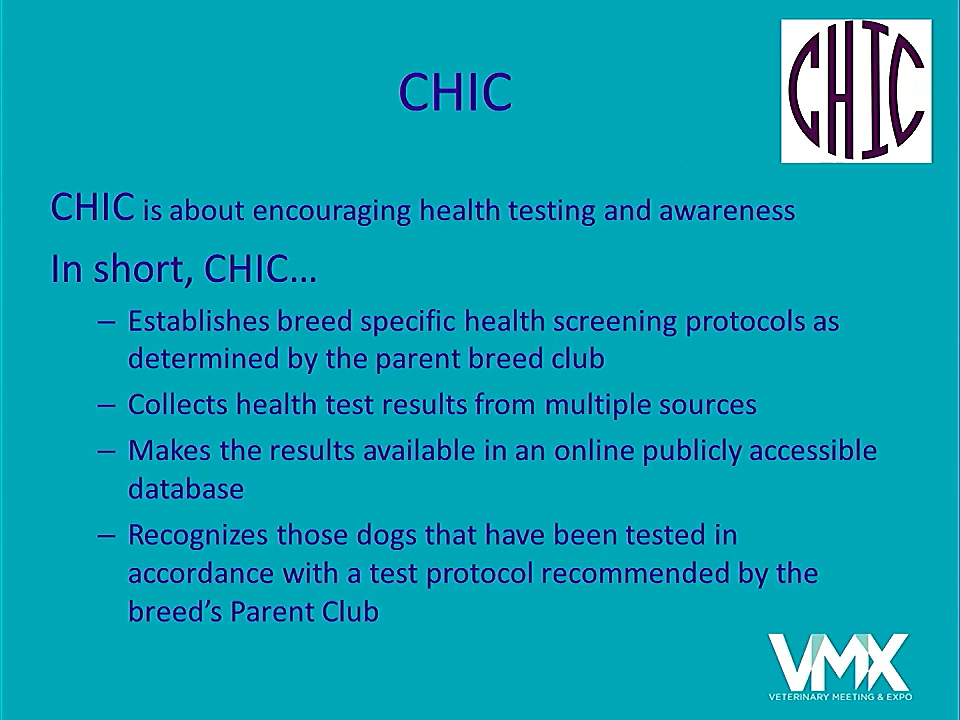 CHIC
CHIC
CHIC is about encouraging health testing and awareness
In short, CHIC…
– Establishes breed specific health screening protocols as
determined by the parent breed club
– Collects health test results from multiple sources
– Makes the results available in an online publicly accessible
database
– Recognizes those dogs that have been tested in
accordance with a test protocol recommended by the
breed’s Parent Club
VMX
VETERINARY MEETING & EXPO